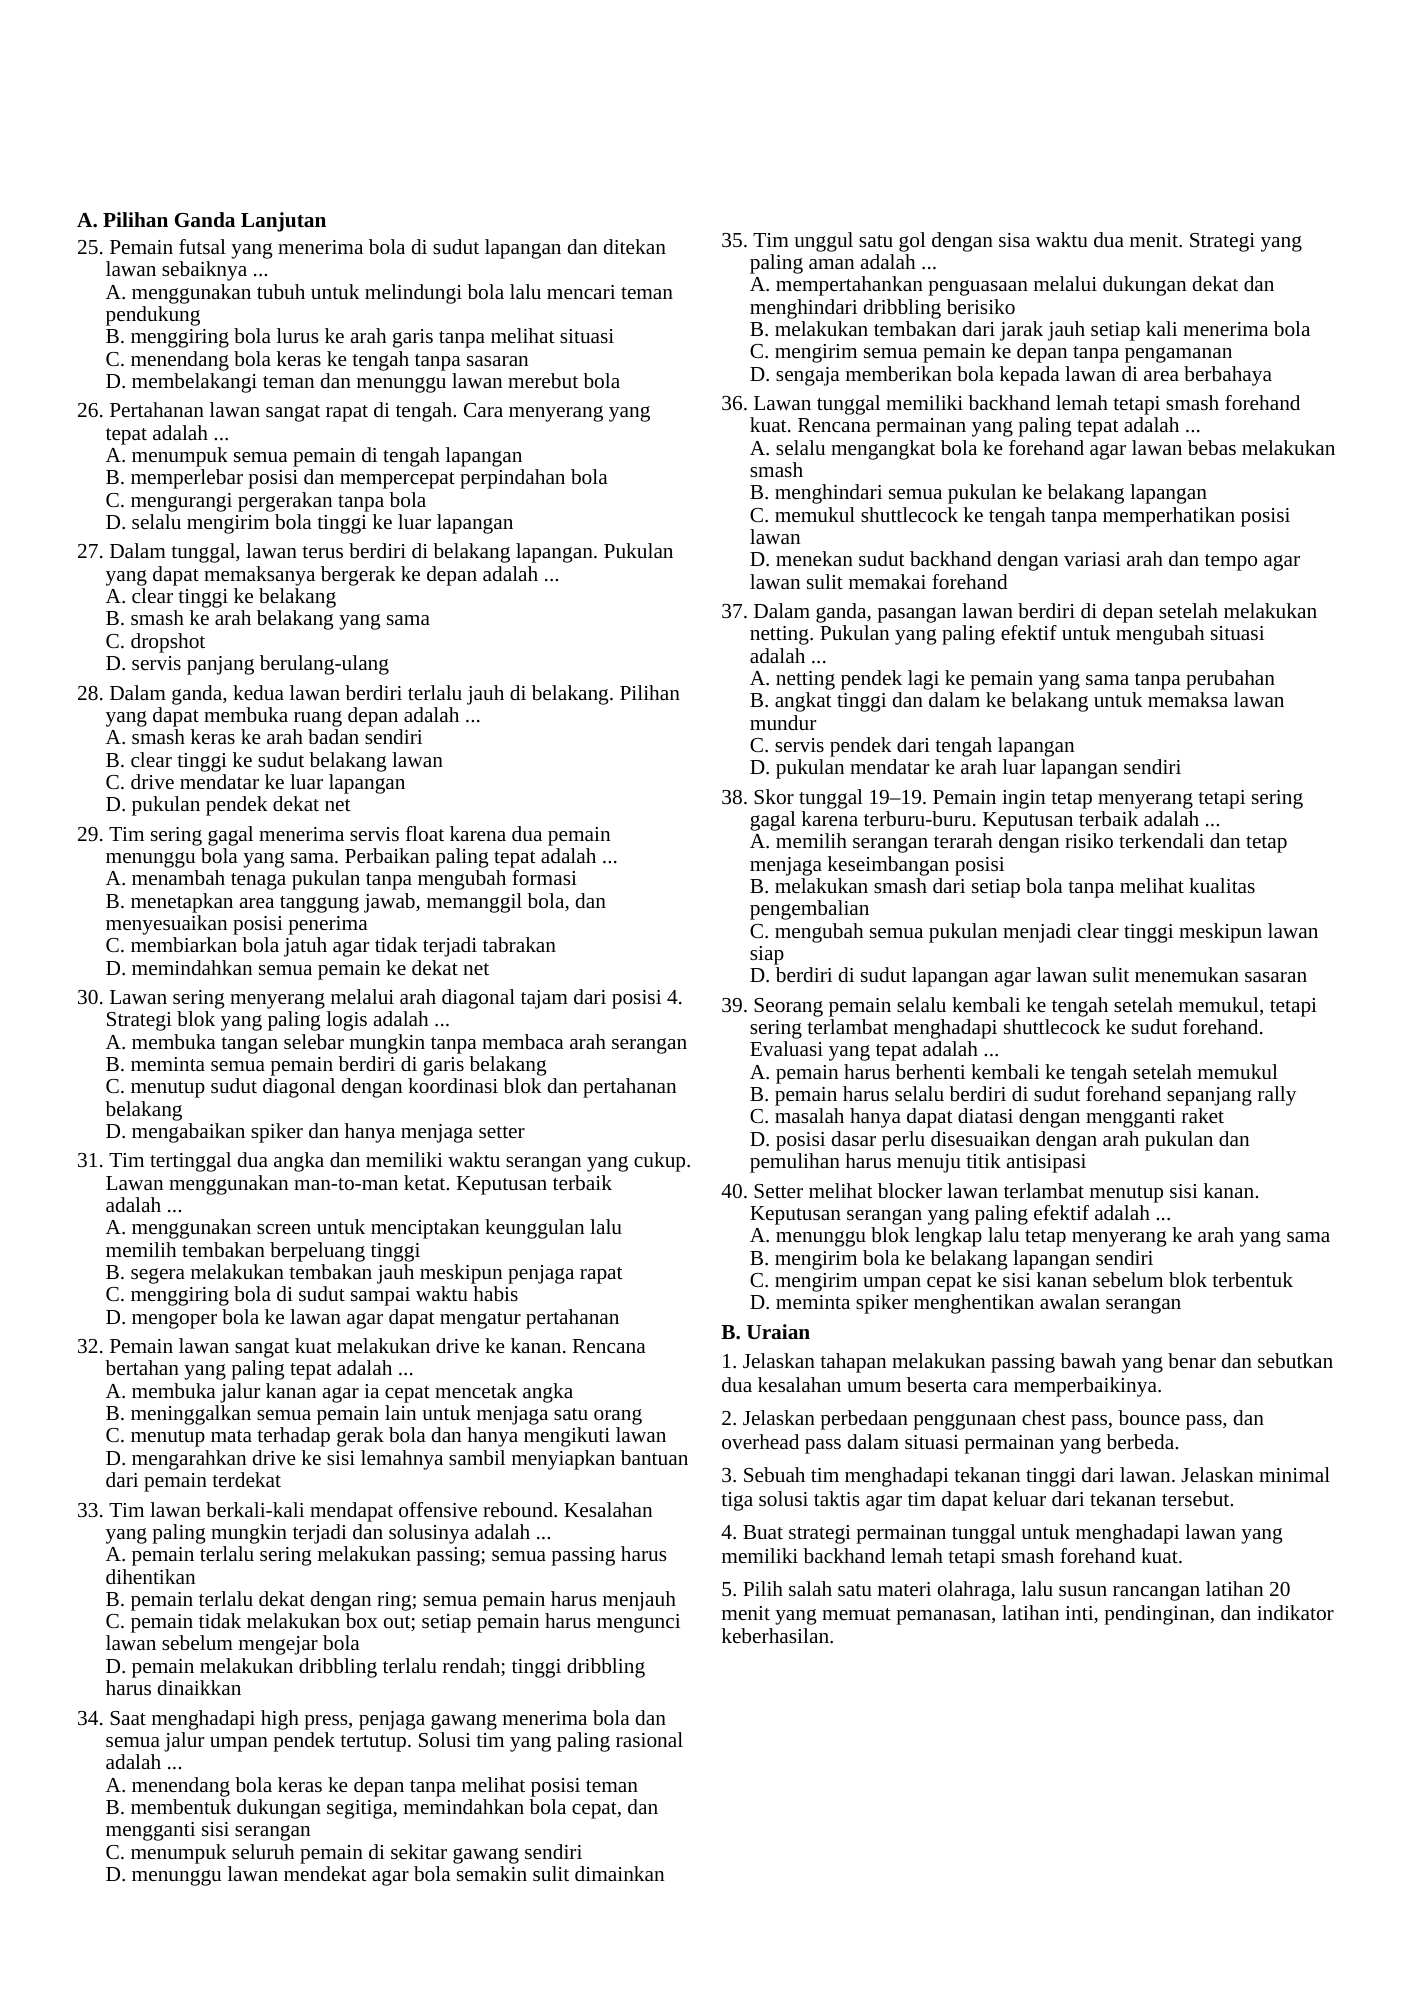 A. Pilihan Ganda Lanjutan
25. Pemain futsal yang menerima bola di sudut lapangan dan ditekan
lawan sebaiknya ...
A. menggunakan tubuh untuk melindungi bola lalu mencari teman
pendukung
B. menggiring bola lurus ke arah garis tanpa melihat situasi
C. menendang bola keras ke tengah tanpa sasaran
D. membelakangi teman dan menunggu lawan merebut bola
26. Pertahanan lawan sangat rapat di tengah. Cara menyerang yang
tepat adalah ...
A. menumpuk semua pemain di tengah lapangan
B. memperlebar posisi dan mempercepat perpindahan bola
C. mengurangi pergerakan tanpa bola
D. selalu mengirim bola tinggi ke luar lapangan
27. Dalam tunggal, lawan terus berdiri di belakang lapangan. Pukulan
yang dapat memaksanya bergerak ke depan adalah ...
A. clear tinggi ke belakang
B. smash ke arah belakang yang sama
C. dropshot
D. servis panjang berulang-ulang
28. Dalam ganda, kedua lawan berdiri terlalu jauh di belakang. Pilihan
yang dapat membuka ruang depan adalah ...
A. smash keras ke arah badan sendiri
B. clear tinggi ke sudut belakang lawan
C. drive mendatar ke luar lapangan
D. pukulan pendek dekat net
29. Tim sering gagal menerima servis float karena dua pemain
menunggu bola yang sama. Perbaikan paling tepat adalah ...
A. menambah tenaga pukulan tanpa mengubah formasi
B. menetapkan area tanggung jawab, memanggil bola, dan
menyesuaikan posisi penerima
C. membiarkan bola jatuh agar tidak terjadi tabrakan
D. memindahkan semua pemain ke dekat net
30. Lawan sering menyerang melalui arah diagonal tajam dari posisi 4.
Strategi blok yang paling logis adalah ...
A. membuka tangan selebar mungkin tanpa membaca arah serangan
B. meminta semua pemain berdiri di garis belakang
C. menutup sudut diagonal dengan koordinasi blok dan pertahanan
belakang
D. mengabaikan spiker dan hanya menjaga setter
31. Tim tertinggal dua angka dan memiliki waktu serangan yang cukup.
Lawan menggunakan man-to-man ketat. Keputusan terbaik
adalah ...
A. menggunakan screen untuk menciptakan keunggulan lalu
memilih tembakan berpeluang tinggi
B. segera melakukan tembakan jauh meskipun penjaga rapat
C. menggiring bola di sudut sampai waktu habis
D. mengoper bola ke lawan agar dapat mengatur pertahanan
32. Pemain lawan sangat kuat melakukan drive ke kanan. Rencana
bertahan yang paling tepat adalah ...
A. membuka jalur kanan agar ia cepat mencetak angka
B. meninggalkan semua pemain lain untuk menjaga satu orang
C. menutup mata terhadap gerak bola dan hanya mengikuti lawan
D. mengarahkan drive ke sisi lemahnya sambil menyiapkan bantuan
dari pemain terdekat
33. Tim lawan berkali-kali mendapat offensive rebound. Kesalahan
yang paling mungkin terjadi dan solusinya adalah ...
A. pemain terlalu sering melakukan passing; semua passing harus
dihentikan
B. pemain terlalu dekat dengan ring; semua pemain harus menjauh
C. pemain tidak melakukan box out; setiap pemain harus mengunci
lawan sebelum mengejar bola
D. pemain melakukan dribbling terlalu rendah; tinggi dribbling
harus dinaikkan
34. Saat menghadapi high press, penjaga gawang menerima bola dan
semua jalur umpan pendek tertutup. Solusi tim yang paling rasional
adalah ...
A. menendang bola keras ke depan tanpa melihat posisi teman
B. membentuk dukungan segitiga, memindahkan bola cepat, dan
mengganti sisi serangan
C. menumpuk seluruh pemain di sekitar gawang sendiri
D. menunggu lawan mendekat agar bola semakin sulit dimainkan
35. Tim unggul satu gol dengan sisa waktu dua menit. Strategi yang
paling aman adalah ...
A. mempertahankan penguasaan melalui dukungan dekat dan
menghindari dribbling berisiko
B. melakukan tembakan dari jarak jauh setiap kali menerima bola
C. mengirim semua pemain ke depan tanpa pengamanan
D. sengaja memberikan bola kepada lawan di area berbahaya
36. Lawan tunggal memiliki backhand lemah tetapi smash forehand
kuat. Rencana permainan yang paling tepat adalah ...
A. selalu mengangkat bola ke forehand agar lawan bebas melakukan
smash
B. menghindari semua pukulan ke belakang lapangan
C. memukul shuttlecock ke tengah tanpa memperhatikan posisi
lawan
D. menekan sudut backhand dengan variasi arah dan tempo agar
lawan sulit memakai forehand
37. Dalam ganda, pasangan lawan berdiri di depan setelah melakukan
netting. Pukulan yang paling efektif untuk mengubah situasi
adalah ...
A. netting pendek lagi ke pemain yang sama tanpa perubahan
B. angkat tinggi dan dalam ke belakang untuk memaksa lawan
mundur
C. servis pendek dari tengah lapangan
D. pukulan mendatar ke arah luar lapangan sendiri
38. Skor tunggal 19–19. Pemain ingin tetap menyerang tetapi sering
gagal karena terburu-buru. Keputusan terbaik adalah ...
A. memilih serangan terarah dengan risiko terkendali dan tetap
menjaga keseimbangan posisi
B. melakukan smash dari setiap bola tanpa melihat kualitas
pengembalian
C. mengubah semua pukulan menjadi clear tinggi meskipun lawan
siap
D. berdiri di sudut lapangan agar lawan sulit menemukan sasaran
39. Seorang pemain selalu kembali ke tengah setelah memukul, tetapi
sering terlambat menghadapi shuttlecock ke sudut forehand.
Evaluasi yang tepat adalah ...
A. pemain harus berhenti kembali ke tengah setelah memukul
B. pemain harus selalu berdiri di sudut forehand sepanjang rally
C. masalah hanya dapat diatasi dengan mengganti raket
D. posisi dasar perlu disesuaikan dengan arah pukulan dan
pemulihan harus menuju titik antisipasi
40. Setter melihat blocker lawan terlambat menutup sisi kanan.
Keputusan serangan yang paling efektif adalah ...
A. menunggu blok lengkap lalu tetap menyerang ke arah yang sama
B. mengirim bola ke belakang lapangan sendiri
C. mengirim umpan cepat ke sisi kanan sebelum blok terbentuk
D. meminta spiker menghentikan awalan serangan
B. Uraian
1. Jelaskan tahapan melakukan passing bawah yang benar dan sebutkan
dua kesalahan umum beserta cara memperbaikinya.
2. Jelaskan perbedaan penggunaan chest pass, bounce pass, dan
overhead pass dalam situasi permainan yang berbeda.
3. Sebuah tim menghadapi tekanan tinggi dari lawan. Jelaskan minimal
tiga solusi taktis agar tim dapat keluar dari tekanan tersebut.
4. Buat strategi permainan tunggal untuk menghadapi lawan yang
memiliki backhand lemah tetapi smash forehand kuat.
5. Pilih salah satu materi olahraga, lalu susun rancangan latihan 20
menit yang memuat pemanasan, latihan inti, pendinginan, dan indikator
keberhasilan.